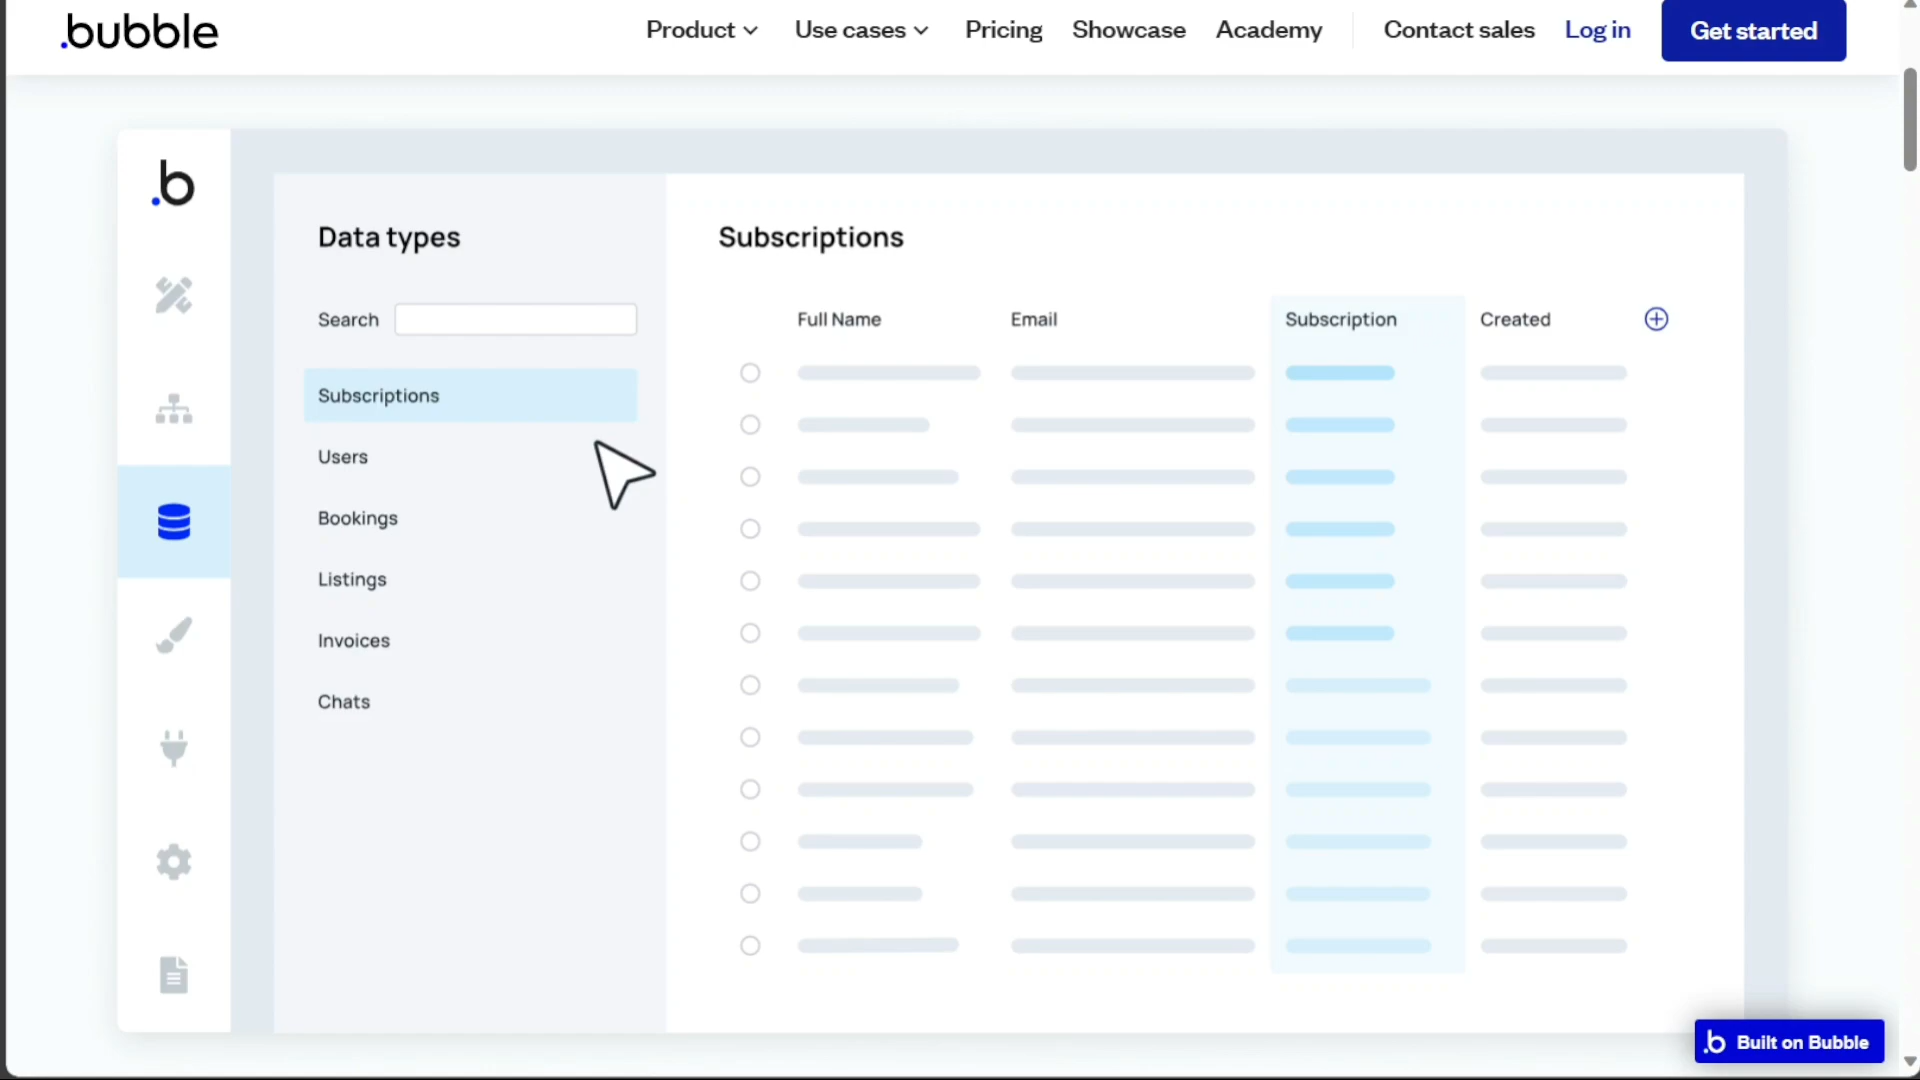 .bubble
Product
Use cases
Pricing
Showcase
Academy
Contact sales
Log in
Get started
.b
Data types
Search
Subscriptions
Users
Bookings
Listings
Invoices
Chats
Subscriptions
Full Name
Email
Subscription
Created
.b Built on Bubble